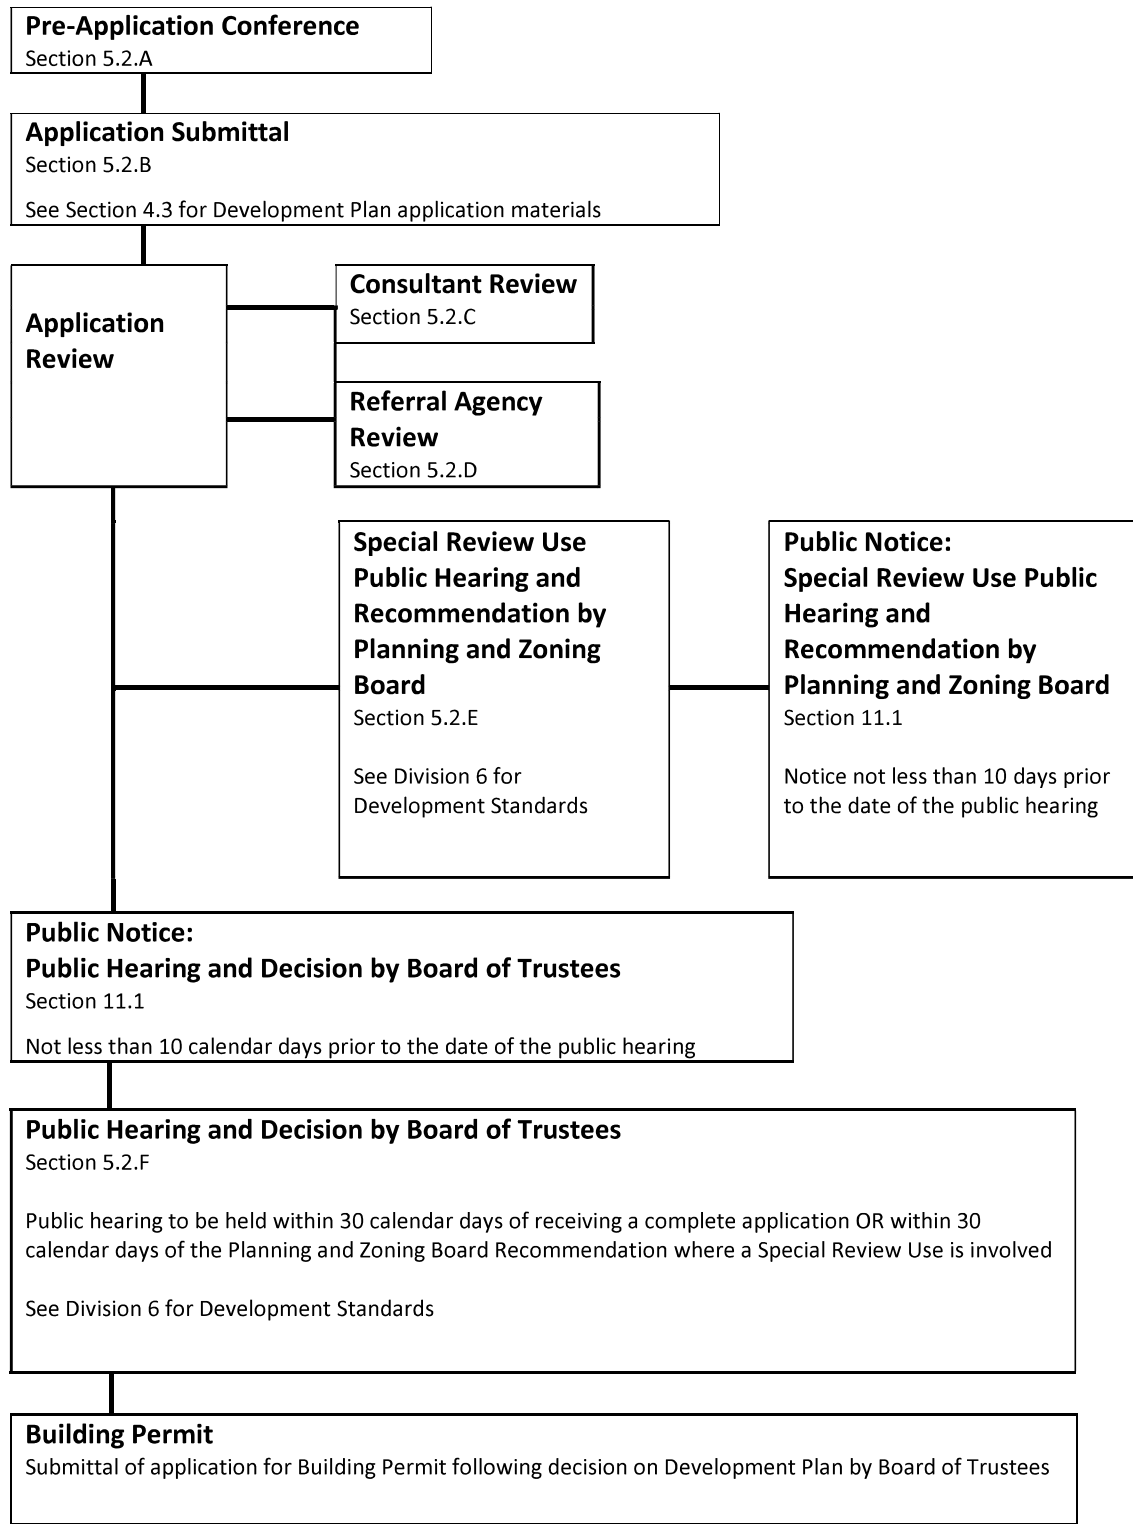 Pre-Application Conference
Section 5.2.A
Application Submittal
Section 5.2.B
See Section 4.3 for Development Plan application materials
Application
Review
Consultant Review
Section 5.2.C
Referral Agency
Review
Section 5.2.D
Special Review Use
Public Hearing and
Recommendation by
Planning and Zoning
Board
Section 5.2.E
See Division 6 for
Development Standards
Public Notice:
Special Review Use Public
Hearing and
Recommendation by
Planning and Zoning Board
Section 11.1
Notice not less than 10 days prior
to the date of the public hearing
Public Notice:
Public Hearing and Decision by Board of Trustees
Section 11.1
Not less than 10 calendar days prior to the date of the public hearing
Public Hearing and Decision by Board of Trustees
Section 5.2.F
Public hearing to be held within 30 calendar days of receiving a complete application OR within 30
calendar days of the Planning and Zoning Board Recommendation where a Special Review Use is involved
See Division 6 for Development Standards
Building Permit
Submittal of application for Building Permit following decision on Development Plan by Board of Trustees